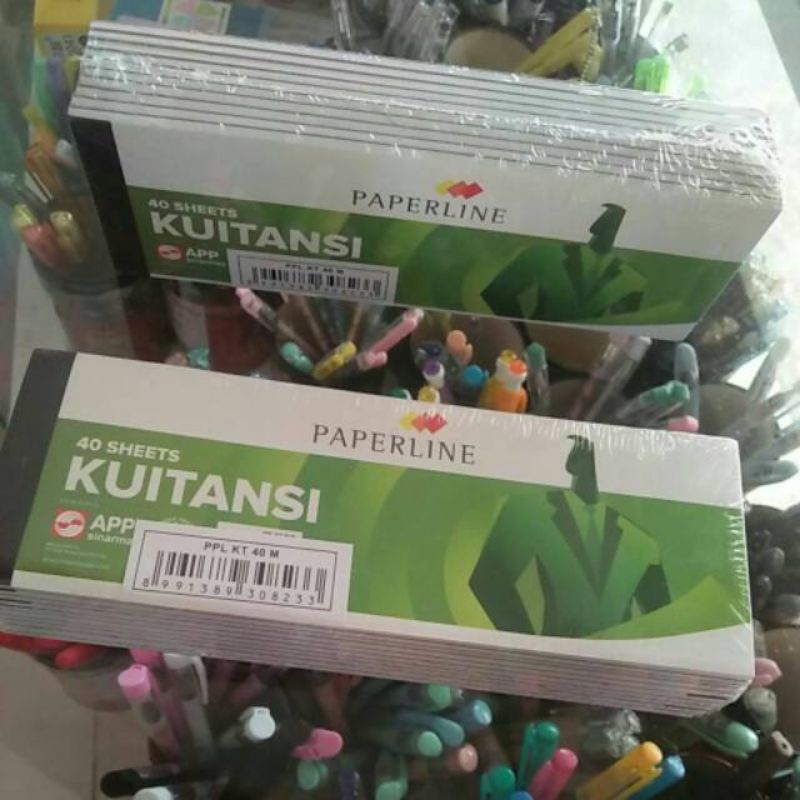 PAPERLINE
40 SHEETS
KUITANSI
APP
PPL KT 40 M
PAPERLINE
40 SHEETS
KUITANSI
APP
sinarma
PPL KT 40 M
8 991389 308233